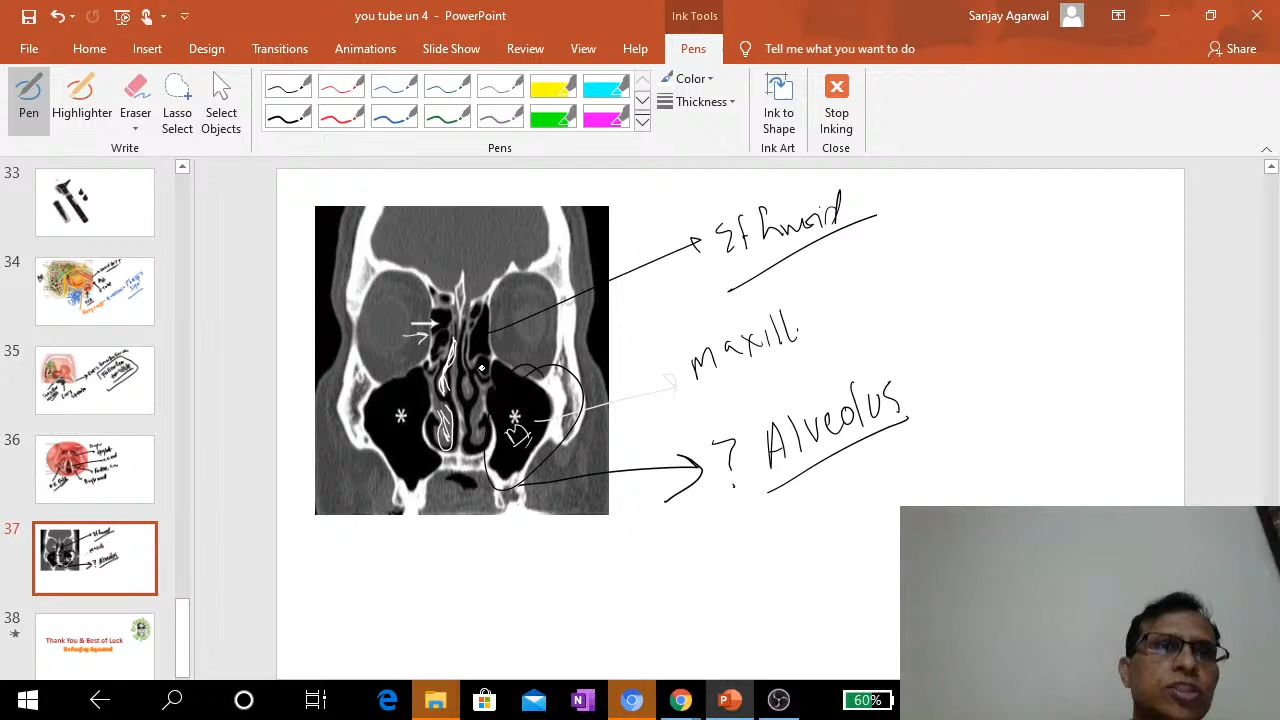 you tube un 4 - PowerPoint
Ink Tools
Sanjay Agarwal
File Home Insert Design Transitions Animations Slide Show Review View Help Pens Tell me what you want to do Share
Pen Highlighter Eraser Lasso Select Select Objects
Color
Thickness
Ink to Shape
Stop Inking
Write Pens Ink Art Close
33
34
35
36
37
38
Ethmoid
maxill
? Alveolus
* *
M
Thank You & Best of Luck
60%